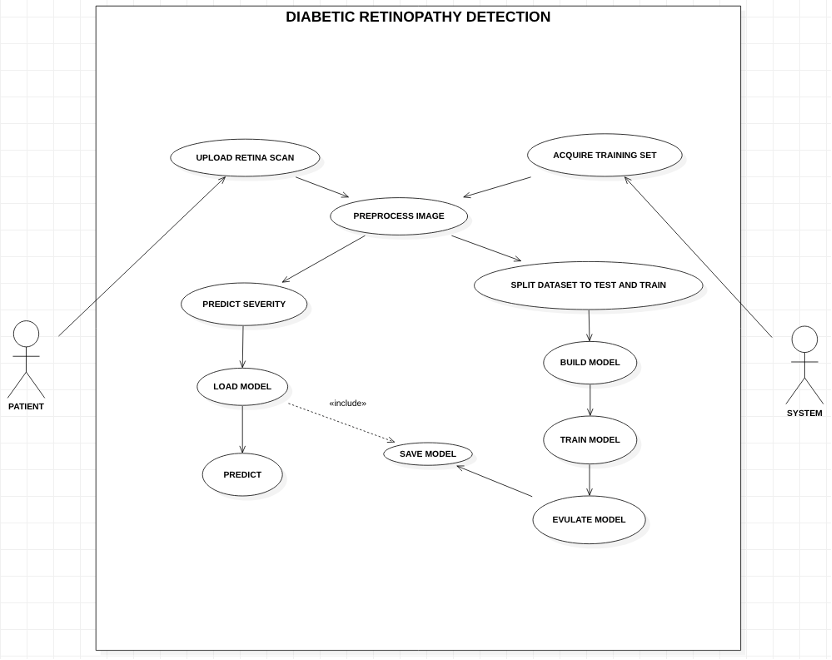 DIABETIC RETINOPATHY DETECTION
UPLOAD RETINA SCAN
ACQUIRE TRAINING SET
PREPROCESS IMAGE
PREDICT SEVERITY
SPLIT DATASET TO TEST AND TRAIN
BUILD MODEL
LOAD MODEL
«include»
PATIENT
SYSTEM
TRAIN MODEL
SAVE MODEL
PREDICT
EVULATE MODEL